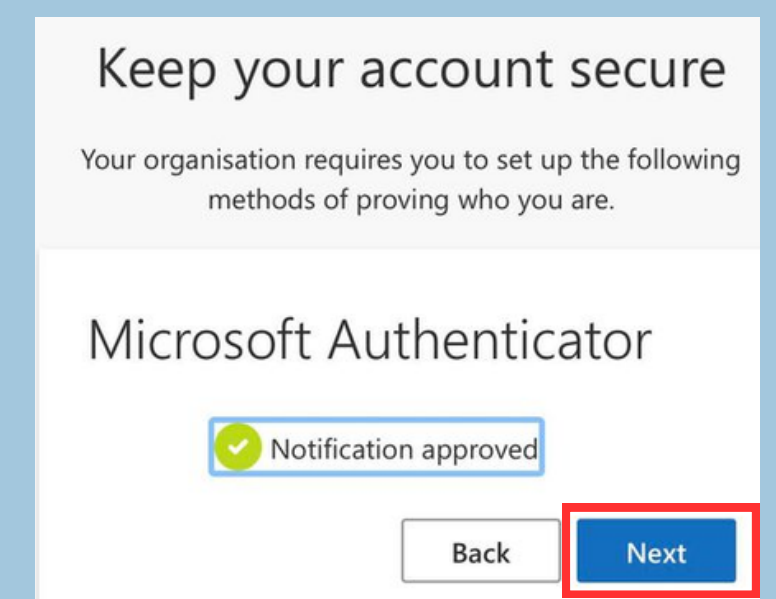 Keep your account secure
Your organisation requires you to set up the following
methods of proving who you are.
Microsoft Authenticator
Notification approved
Back
Next